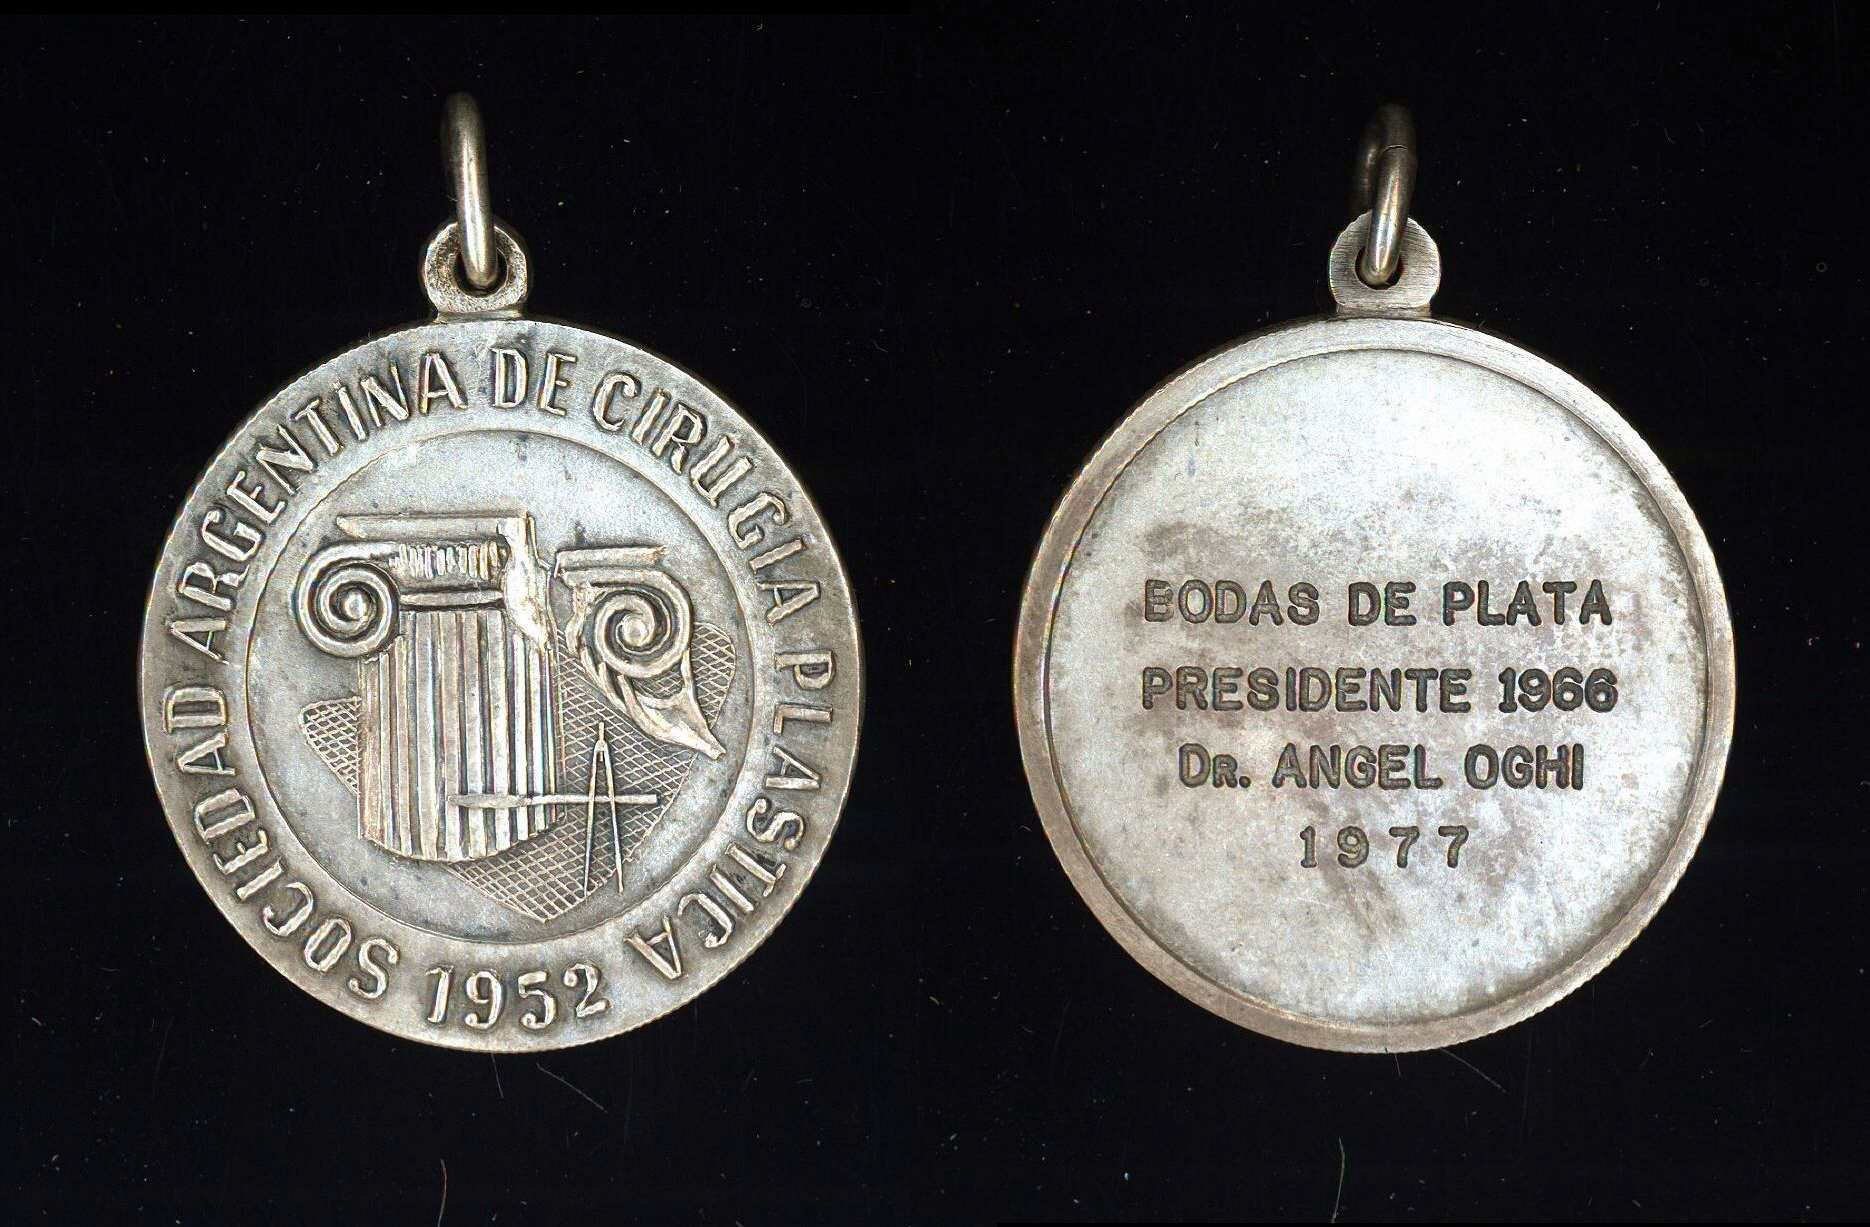 SOCIEDAD ARGENTINA DE CIRUGIA PLASTICA
1952
BODAS DE PLATA
PRESIDENTE 1966
DR. ANGEL OGHI
1977